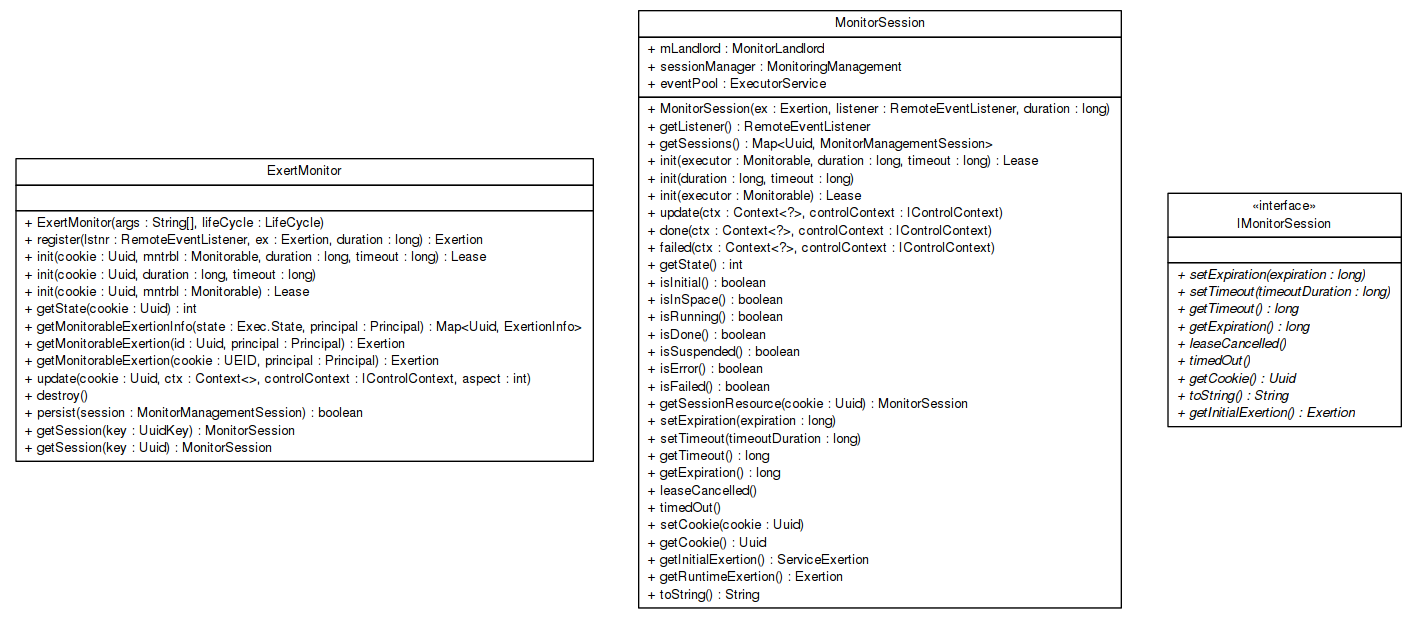 ExertMonitor
+ ExertMonitor(args : String[], lifeCycle : LifeCycle)
+ register(lstnr : RemoteEventListener, ex : Exertion, duration : long) : Exertion
+ init(cookie : Uuid, mntrbl : Monitorable, duration : long, timeout : long) : Lease
+ init(cookie : Uuid, duration : long, timeout : long)
+ init(cookie : Uuid, mntrbl : Monitorable) : Lease
+ getState(cookie : Uuid) : int
+ getMonitorableExertionInfo(state : Exec.State, principal : Principal) : Map<Uuid, ExertionInfo>
+ getMonitorableExertion(id : Uuid, principal : Principal) : Exertion
+ getMonitorableExertion(cookie : UEID, principal : Principal) : Exertion
+ update(cookie : Uuid, ctx : Context<>, controlContext : IControlContext, aspect : int)
+ destroy()
+ persist(session : MonitorManagementSession) : boolean
+ getSession(key : UuidKey) : MonitorSession
+ getSession(key : Uuid) : MonitorSession
MonitorSession
+ mLandlord : MonitorLandlord
+ sessionManager : MonitoringManagement
+ eventPool : ExecutorService
+ MonitorSession(ex : Exertion, listener : RemoteEventListener, duration : long)
+ getListener() : RemoteEventListener
+ getSessions() : Map<Uuid, MonitorManagementSession>
+ init(executor : Monitorable, duration : long, timeout : long) : Lease
+ init(duration : long, timeout : long)
+ init(executor : Monitorable) : Lease
+ update(ctx : Context<?>, controlContext : IControlContext)
+ done(ctx : Context<?>, controlContext : IControlContext)
+ failed(ctx : Context<?>, controlContext : IControlContext)
+ getState() : int
+ isInitial() : boolean
+ isInSpace() : boolean
+ isRunning() : boolean
+ isDone() : boolean
+ isSuspended() : boolean
+ isError() : boolean
+ isFailed() : boolean
+ getSessionResource(cookie : Uuid) : MonitorSession
+ setExpiration(expiration : long)
+ setTimeout(timeoutDuration : long)
+ getTimeout() : long
+ getExpiration() : long
+ leaseCancelled()
+ timedOut()
+ setCookie(cookie : Uuid)
+ getCookie() : Uuid
+ getInitialExertion() : ServiceExertion
+ getRuntimeExertion() : Exertion
+ toString() : String
«interface»
IMonitorSession
+ setExpiration(expiration : long)
+ setTimeout(timeoutDuration : long)
+ getTimeout() : long
+ getExpiration() : long
+ leaseCancelled()
+ timedOut()
+ getCookie() : Uuid
+ toString() : String
+ getInitialExertion() : Exertion